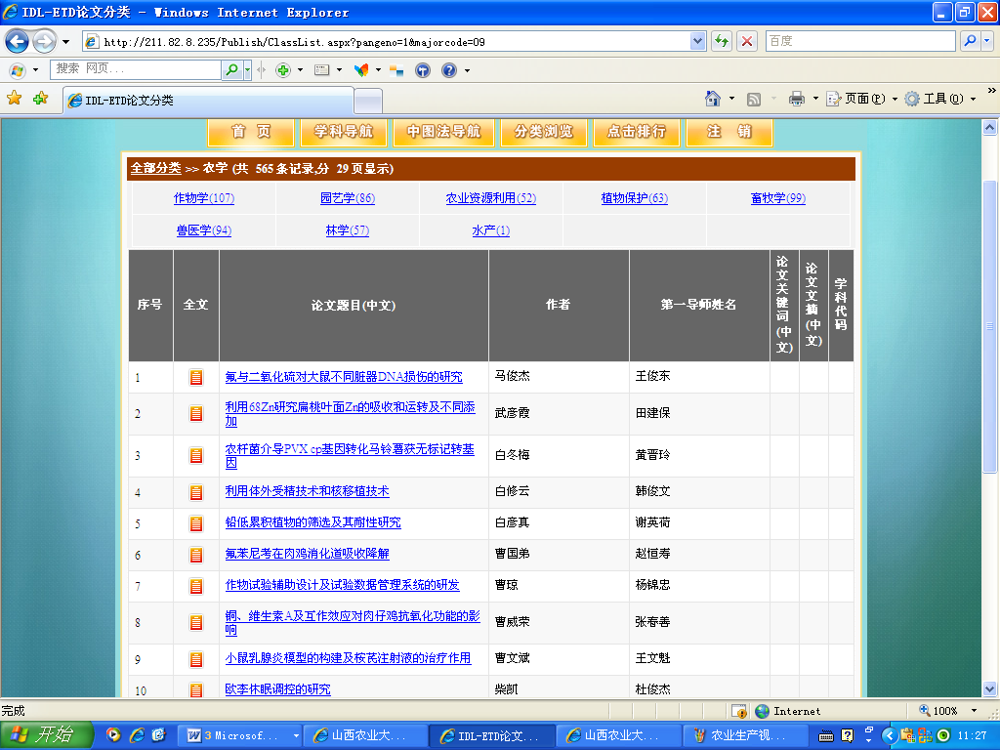 IDL-ETD论文分类 - Windows Internet Explorer
http://211.82.8.235/Publish/ClassList.aspx?pangeno=1&majorcode=09
百度
搜索 网页...
IDL-ETD论文分类
页面(P)
工具(O)
首 页
学科导航
中图法导航
分类浏览
点击排行
注 销
全部分类 >> 农学 (共 565 条记录,分 29 页显示)
作物学(107)
园艺学(86)
农业资源利用(52)
植物保护(63)
畜牧学(99)
兽医学(94)
林学(57)
水产(1)
序号
全文
论文题目(中文)
作者
第一导师姓名
论文关键词(中文)
论文文摘(中文)
学科代码
1
氟与二氧化硫对大鼠不同脏器DNA损伤的研究
马俊杰
王俊东
2
利用68Zn研究扁桃叶面Zn的吸收和运转及不同添
加
武彦霞
田建保
3
农杆菌介导PVX cp基因转化马铃薯获无标记转基
因
白冬梅
黄晋玲
4
利用体外受精技术和核移植技术
白修云
韩俊文
5
铅低累积植物的筛选及其耐性研究
白彦真
谢英荷
6
氟苯尼考在肉鸡消化道吸收降解
曹国弟
赵恒寿
7
作物试验辅助设计及试验数据管理系统的研发
曹琼
杨锦忠
8
铜、维生素A及互作效应对肉仔鸡抗氧化功能的影
响
曹威荣
张春善
9
小鼠乳腺炎模型的构建及桉芪注射液的治疗作用
曹文斌
王文魁
10
欧李休眠调控的研究
柴凯
杜俊杰
完成
Internet
100%
开始
3 Microsof...
山西农业大...
IDL-ETD论文...
山西农业大...
农业生产视...
11:27